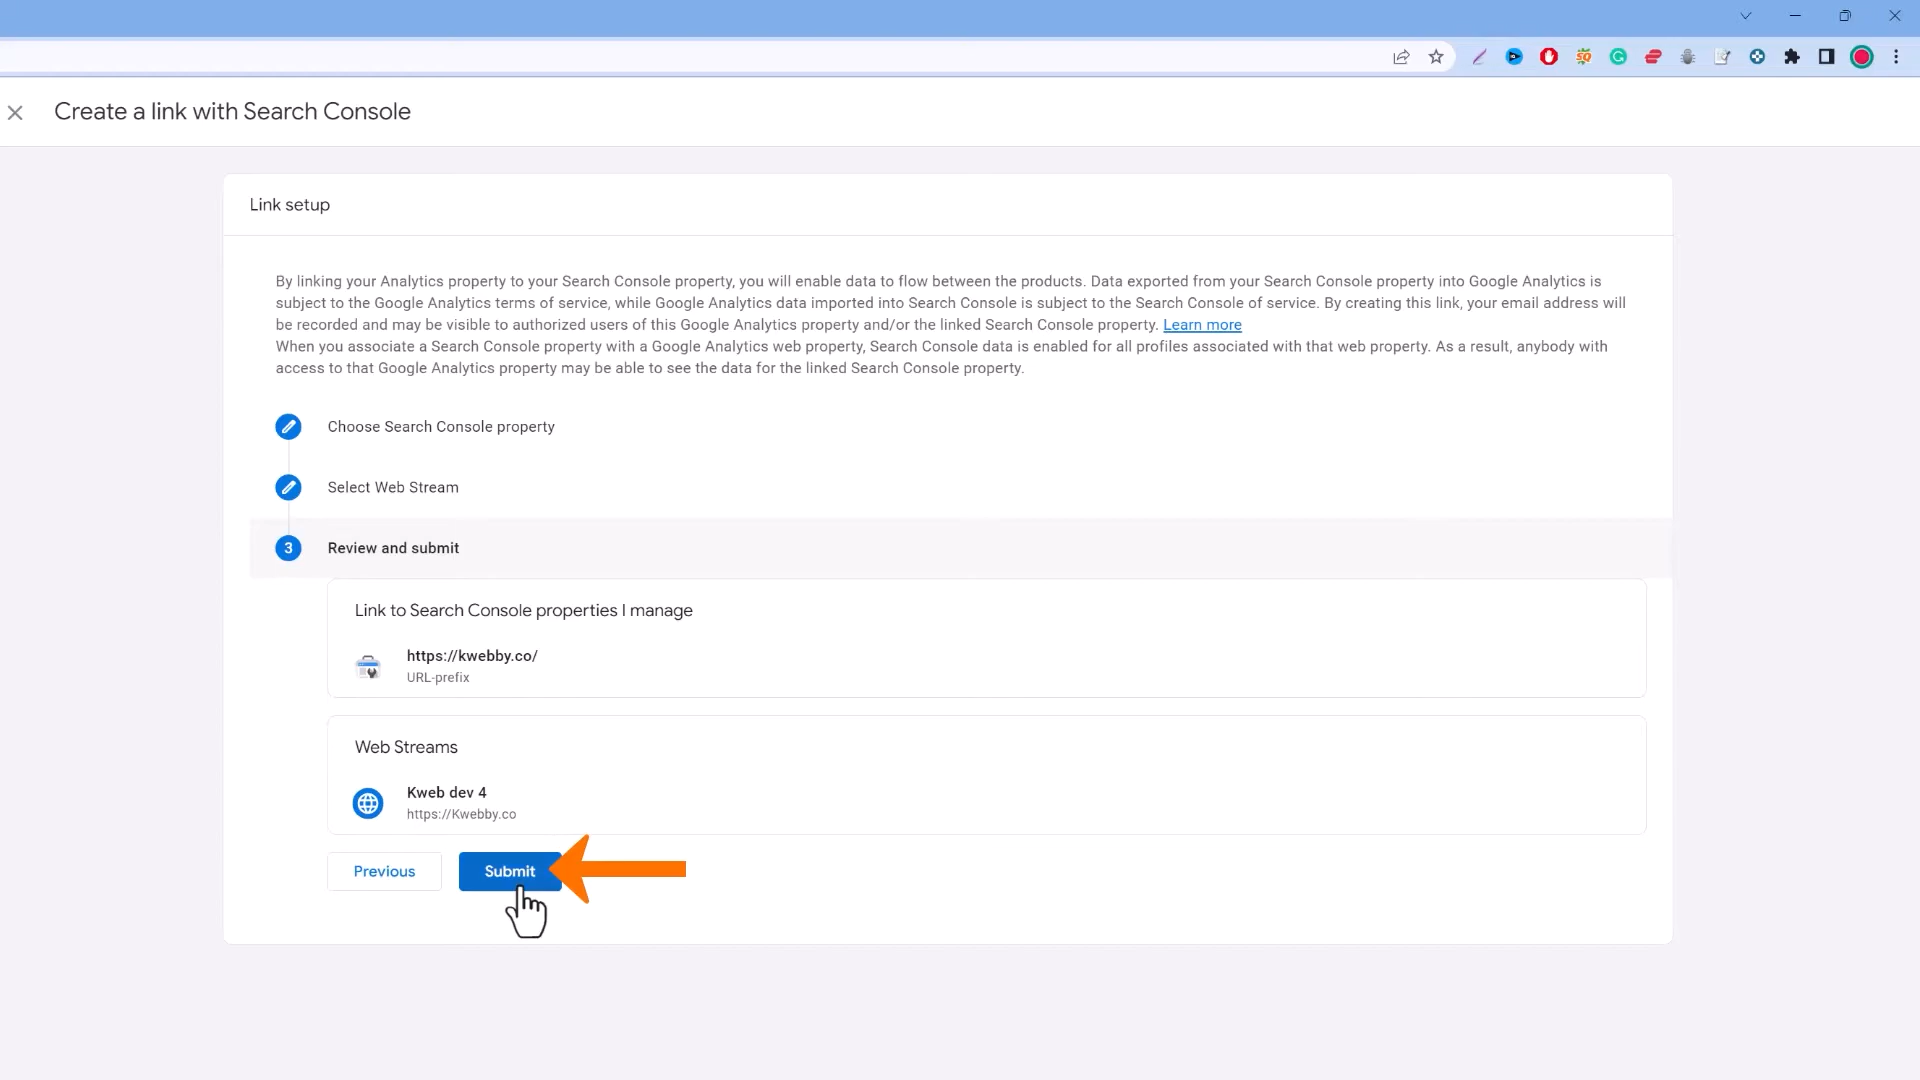 Create a link with Search Console
Link setup
By linking your Analytics property to your Search Console property, you will enable data to flow between the products. Data exported from your Search Console property into Google Analytics is
subject to the Google Analytics terms of service, while Google Analytics data imported into Search Console is subject to the Search Console of service. By creating this link, your email address will
be recorded and may be visible to authorized users of this Google Analytics property and/or the linked Search Console property. Learn more
When you associate a Search Console property with a Google Analytics web property, Search Console data is enabled for all profiles associated with that web property. As a result, anybody with
access to that Google Analytics property may be able to see the data for the linked Search Console property.
Choose Search Console property
Select Web Stream
3 Review and submit
Link to Search Console properties I manage
https://kwebby.co/
URL-prefix
Web Streams
Kweb dev 4
https://Kwebby.co
Previous Submit